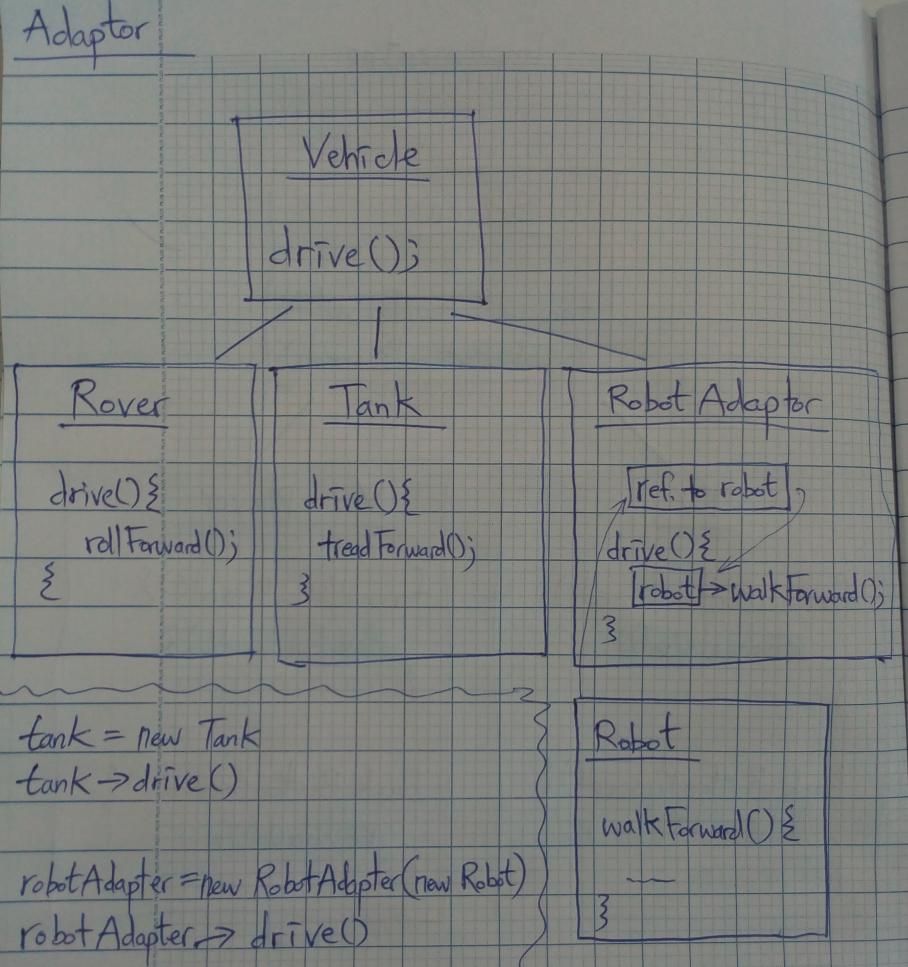 Adaptor
Vehicle
drive();
Rover
drive(){
rollForward();
{
Tank
drive(){
treadForward();
}
Robot Adaptor
ref. to robot
drive(){
robot→walkForward();
}
tank = new Tank
tank→drive()
robotAdapter = new RobotAdapter(new Robot)
robotAdapter→ drive()
Robot
walkForward(){
}